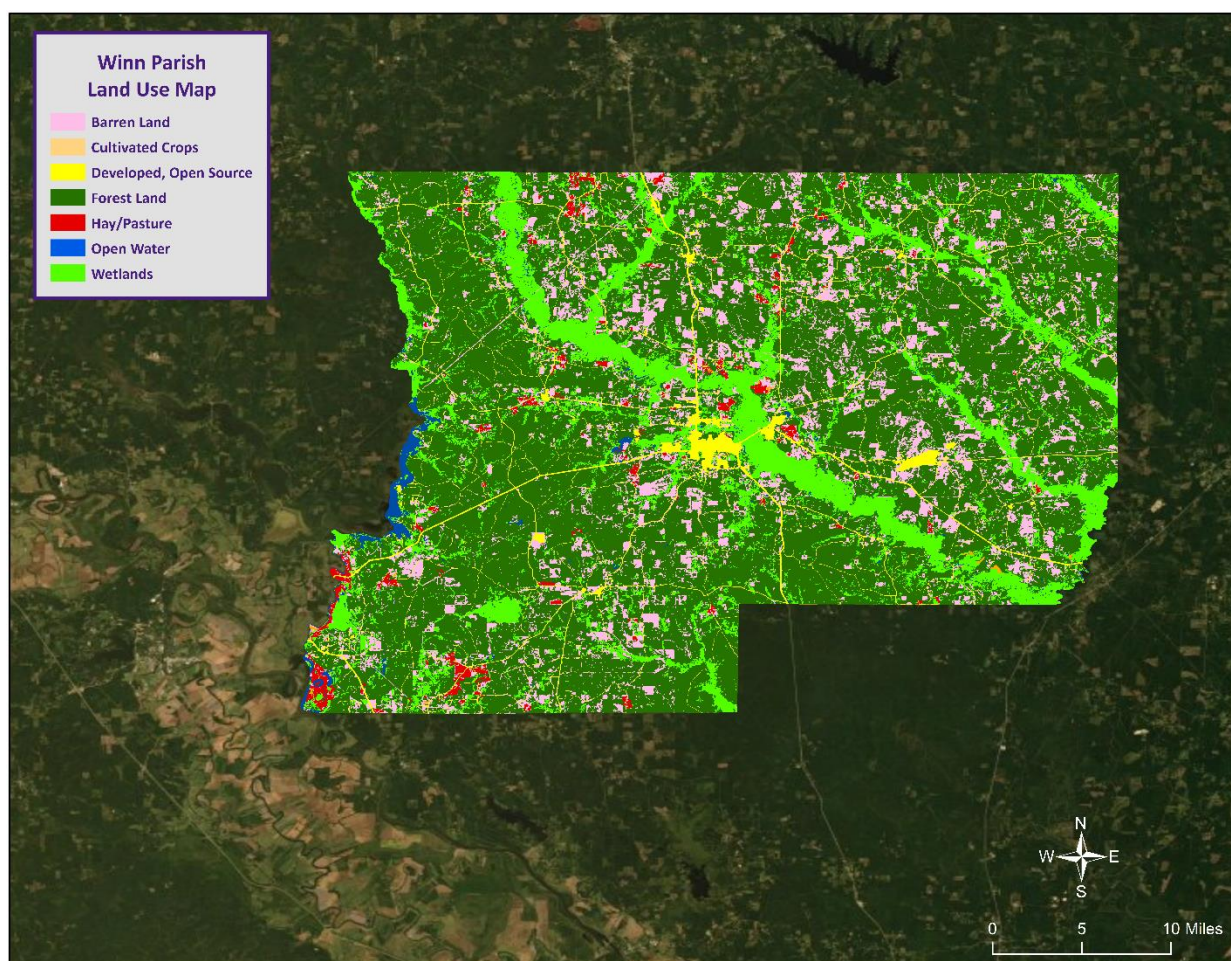 Winn Parish
Land Use Map
Barren Land
Cultivated Crops
Developed, Open Source
Forest Land
Hay/Pasture
Open Water
Wetlands
N
W E
S
0 5 10 Miles